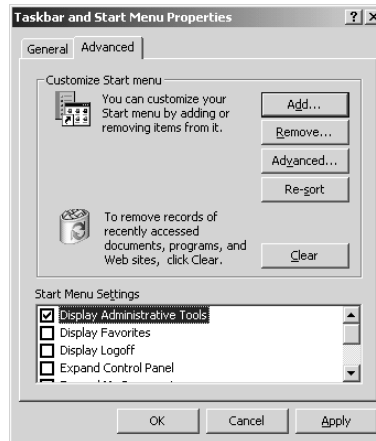 Taskbar and Start Menu Properties
General Advanced
Customize Start menu
You can customize your
Start menu by adding or
removing items from it.
Add...
Remove...
Advanced...
Re-sort
To remove records of
recently accessed
documents, programs, and
Web sites, click Clear.
Clear
Start Menu Settings
Display Administrative Tools
Display Favorites
Display Logoff
Expand Control Panel
OK Cancel Apply